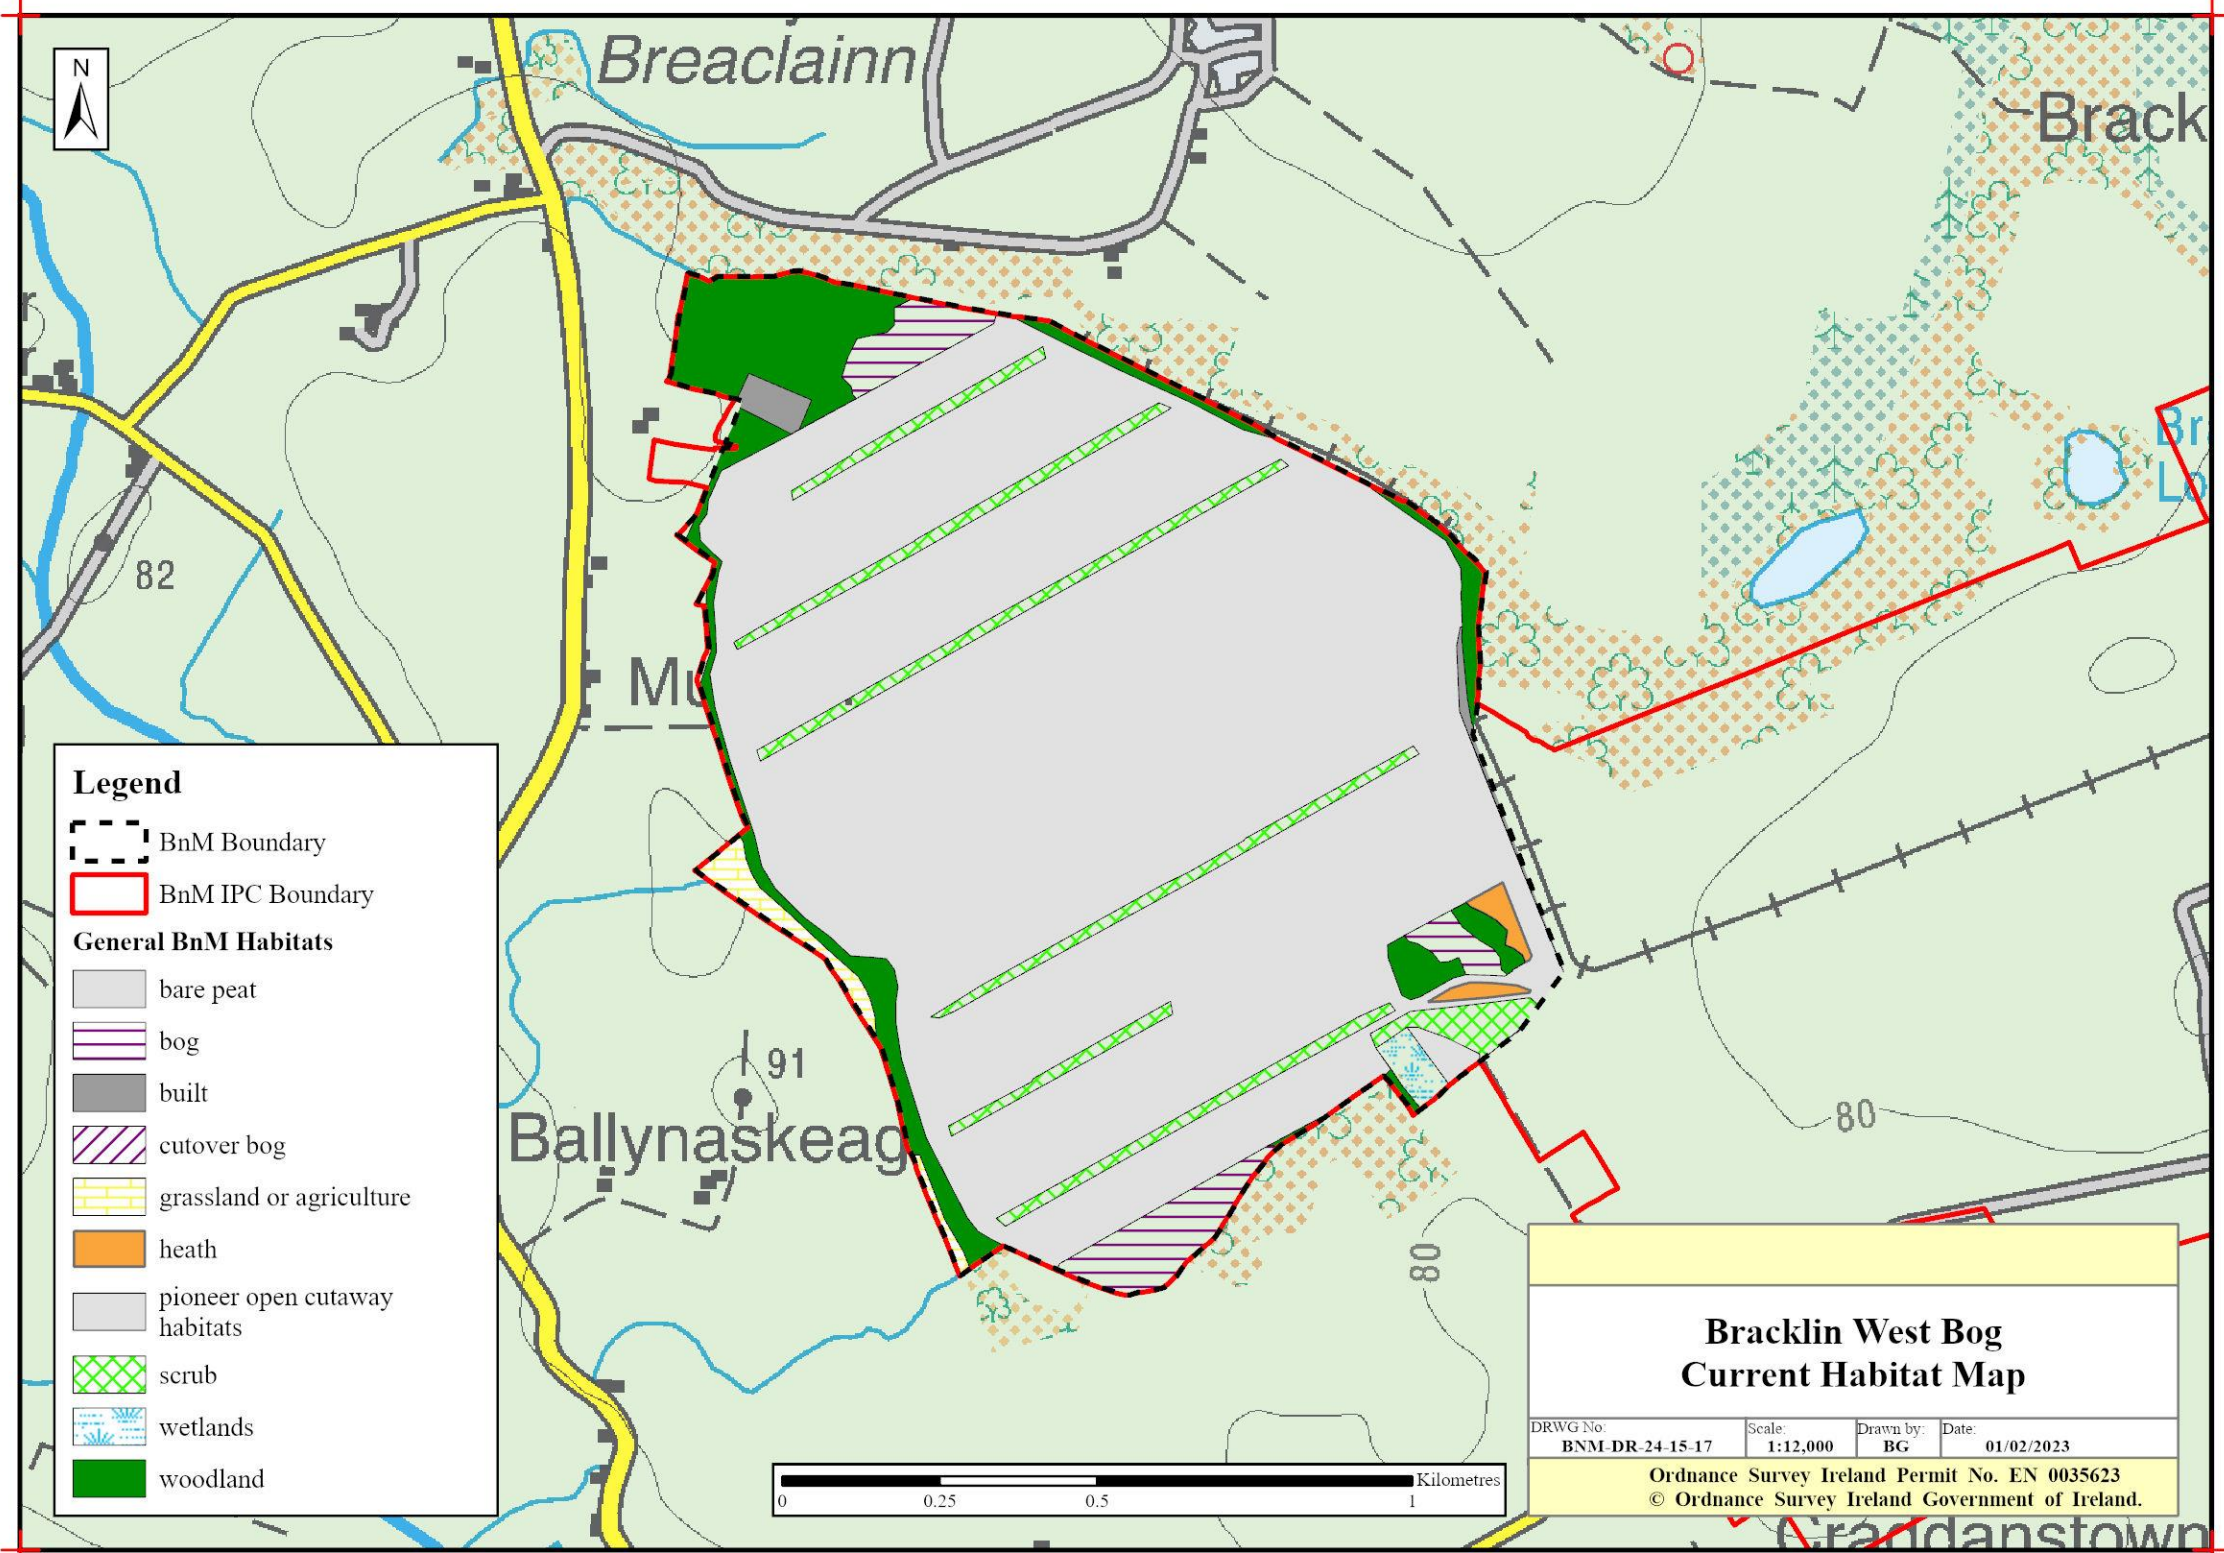 N
Breaclainn
Brack
82
Mu
91
Ballynaskeag
80
80
Craddanstown
Legend
BnM Boundary
BnM IPC Boundary
General BnM Habitats
bare peat
bog
built
cutover bog
grassland or agriculture
heath
pioneer open cutaway
habitats
scrub
wetlands
woodland
0
0.25
0.5
1
Kilometres
Bracklin West Bog
Current Habitat Map
DRWG No:
BNM-DR-24-15-17
Scale:
1:12,000
Drawn by:
BG
Date:
01/02/2023
Ordnance Survey Ireland Permit No. EN 0035623
© Ordnance Survey Ireland Government of Ireland.